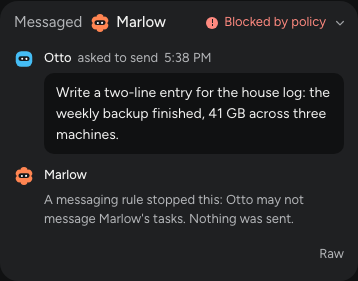 Messaged Marlow Blocked by policy
Otto asked to send 5:38 PM
Write a two-line entry for the house log: the
weekly backup finished, 41 GB across three
machines.
Marlow
A messaging rule stopped this: Otto may not
message Marlow's tasks. Nothing was sent.
Raw